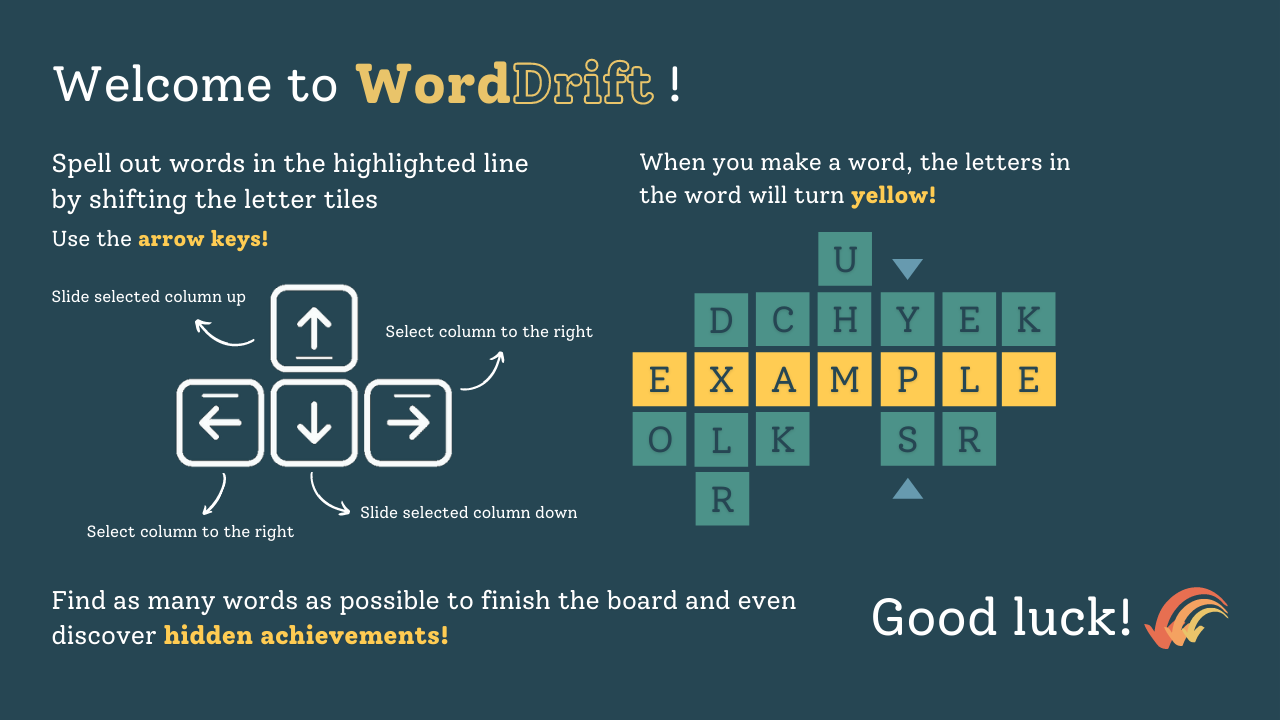 Welcome to WordDrift !
Spell out words in the highlighted line
by shifting the letter tiles
Use the arrow keys!
Slide selected column up
Select column to the right
Select column to the right
Slide selected column down
When you make a word, the letters in
the word will turn yellow!
U
D C H Y E K
E X A M P L E
O L K S R
R
Find as many words as possible to finish the board and even
discover hidden achievements!
Good luck!